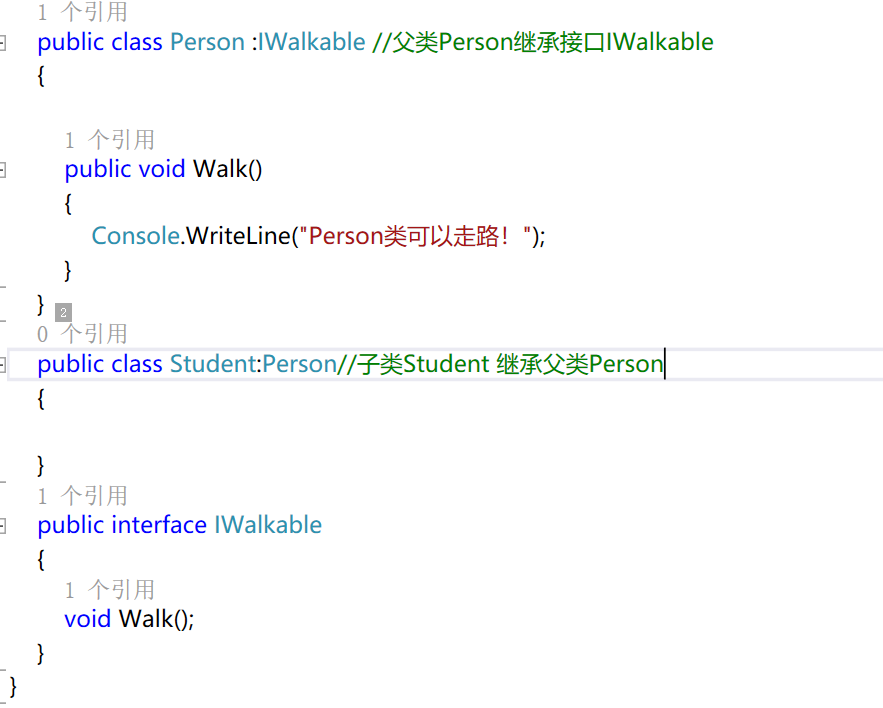 1 个引用
public class Person :IWalkable //父类Person继承接口IWalkable
{
1 个引用
public void Walk()
{
Console.WriteLine("Person类可以走路！");
}
}
2
0 个引用
public class Student:Person//子类Student 继承父类Person
{
}
1 个引用
public interface IWalkable
{
1 个引用
void Walk();
}
}